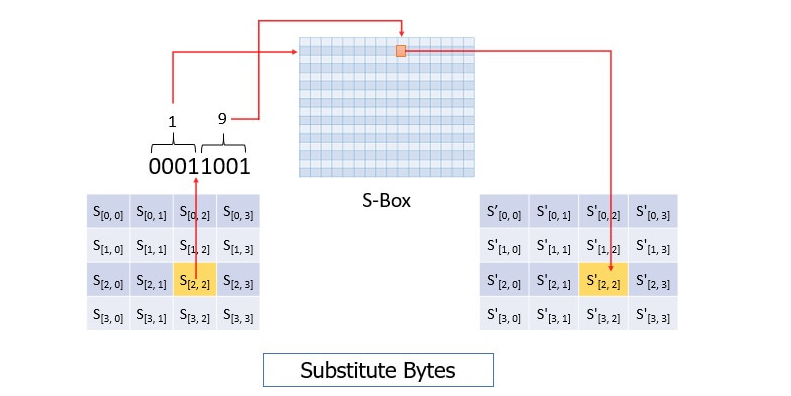 1 9
00011001
S-Box
S[0, 0] S[0, 1] S[0, 2] S[0, 3]
S[1, 0] S[1, 1] S[1, 2] S[1, 3]
S[2, 0] S[2, 1] S[2, 2] S[2, 3]
S[3, 0] S[3, 1] S[3, 2] S[3, 3]
S’[0, 0] S'[0, 1] S'[0, 2] S'[0, 3]
S'[1, 0] S'[1, 1] S'[1, 2] S'[1, 3]
S'[2, 0] S'[2, 1] S'[2, 2] S'[2, 3]
S'[3, 0] S'[3, 1] S'[3, 2] S'[3, 3]
Substitute Bytes